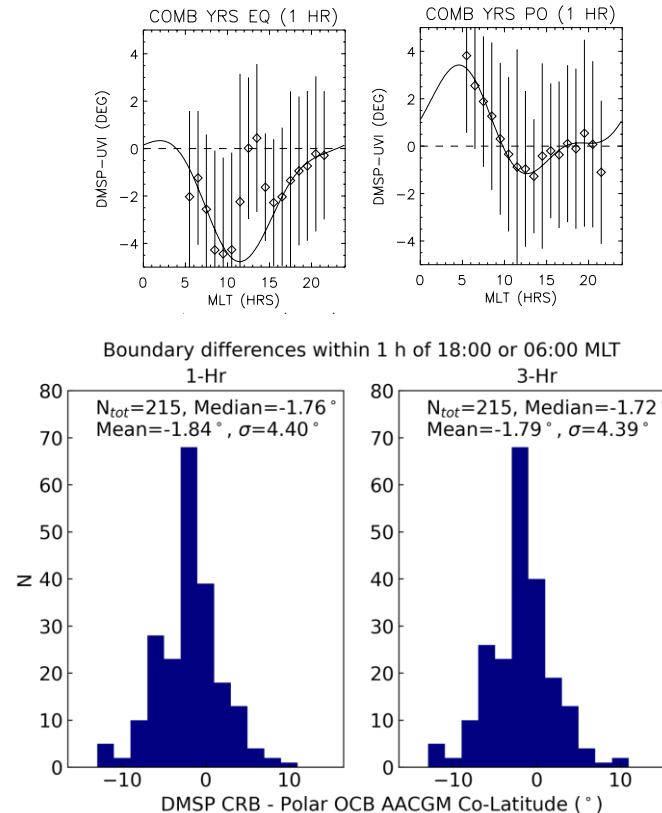 COMB YRS EQ (1 HR)
COMB YRS PO (1 HR)
DMSP-UVI (DEG)
4
2
0
-2
-4
0 5 10 15 20
MLT (HRS)
DMSP-UVI (DEG)
4
2
0
-2
-4
0 5 10 15 20
MLT (HRS)
Boundary differences within 1 h of 18:00 or 06:00 MLT
1-Hr
3-Hr
N_tot=215, Median=-1.76°
Mean=-1.84°, σ=4.40°
N_tot=215, Median=-1.72°
Mean=-1.79°, σ=4.39°
N
80
70
60
50
40
30
20
10
0
−10 0 10
80
70
60
50
40
30
20
10
0
−10 0 10
DMSP CRB - Polar OCB AACGM Co-Latitude (°)